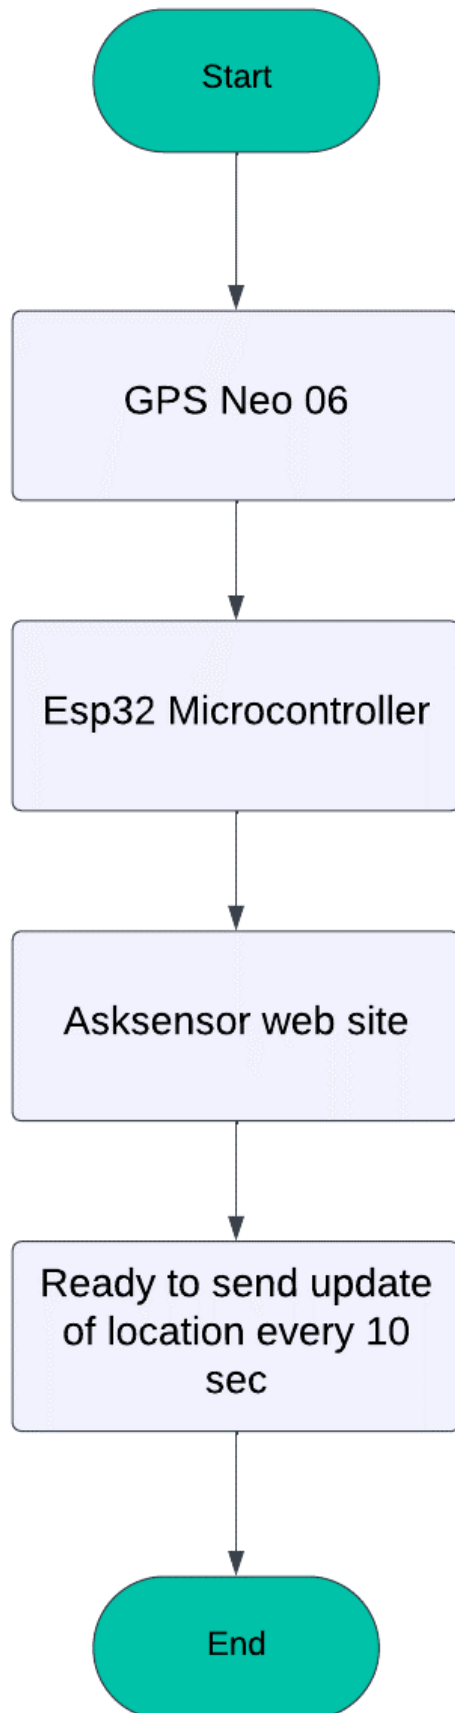 Start
GPS Neo 06
Esp32 Microcontroller
Asksensor web site
Ready to send update
of location every 10
sec
End